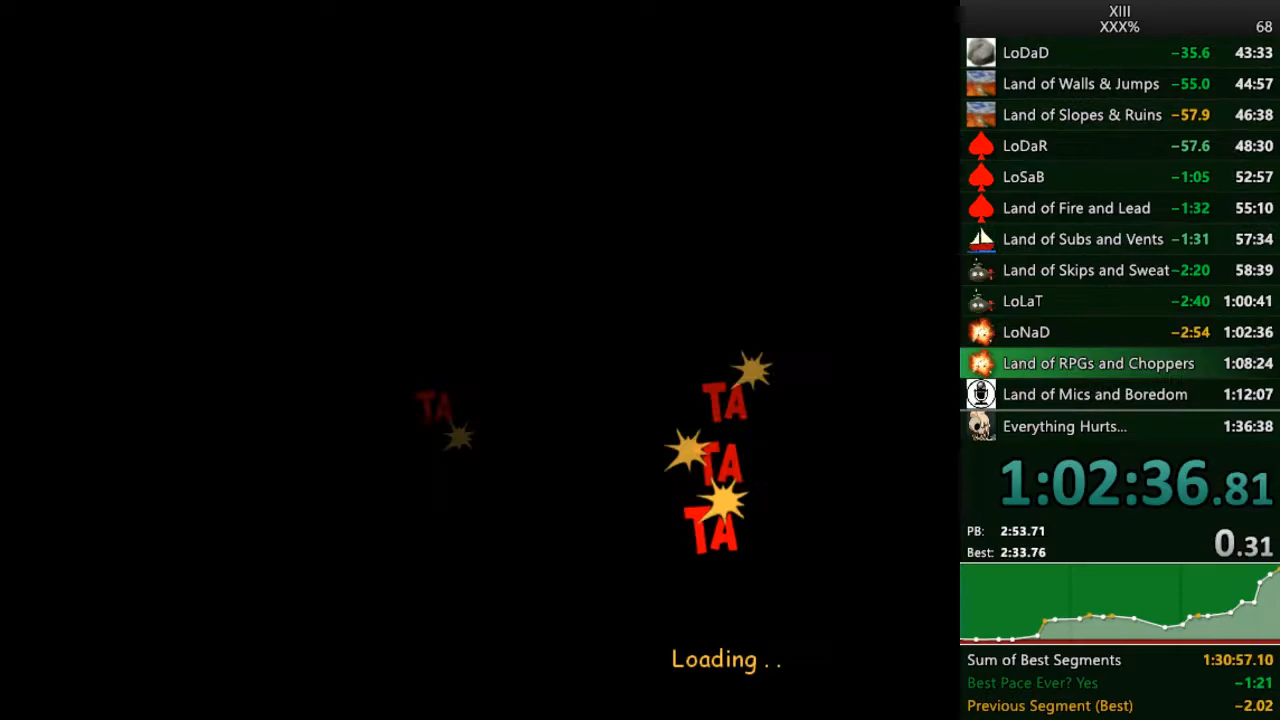 XIII
XXX%
68
LoDaD -35.6 43:33
Land of Walls & Jumps -55.0 44:57
Land of Slopes & Ruins -57.9 46:38
LoDaR -57.6 48:30
LoSaB -1:05 52:57
Land of Fire and Lead -1:32 55:10
Land of Subs and Vents -1:31 57:34
Land of Skips and Sweat -2:20 58:39
LoLaT -2:40 1:00:41
LoNaD -2:54 1:02:36
Land of RPGs and Choppers 1:08:24
Land of Mics and Boredom 1:12:07
Everything Hurts... 1:36:38
1:02:36.81
PB: 2:53.71
Best: 2:33.76
0.31
Sum of Best Segments 1:30:57.10
Best Pace Ever? Yes -1:21
Previous Segment (Best) -2.02
TA
TA
TA
TA
Loading . .